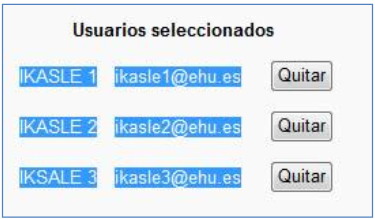 Usuarios seleccionados
IKASLE 1 ikasle1@ehu.es Quitar
IKASLE 2 ikasle2@ehu.es Quitar
IKSALE 3 ikasle3@ehu.es Quitar